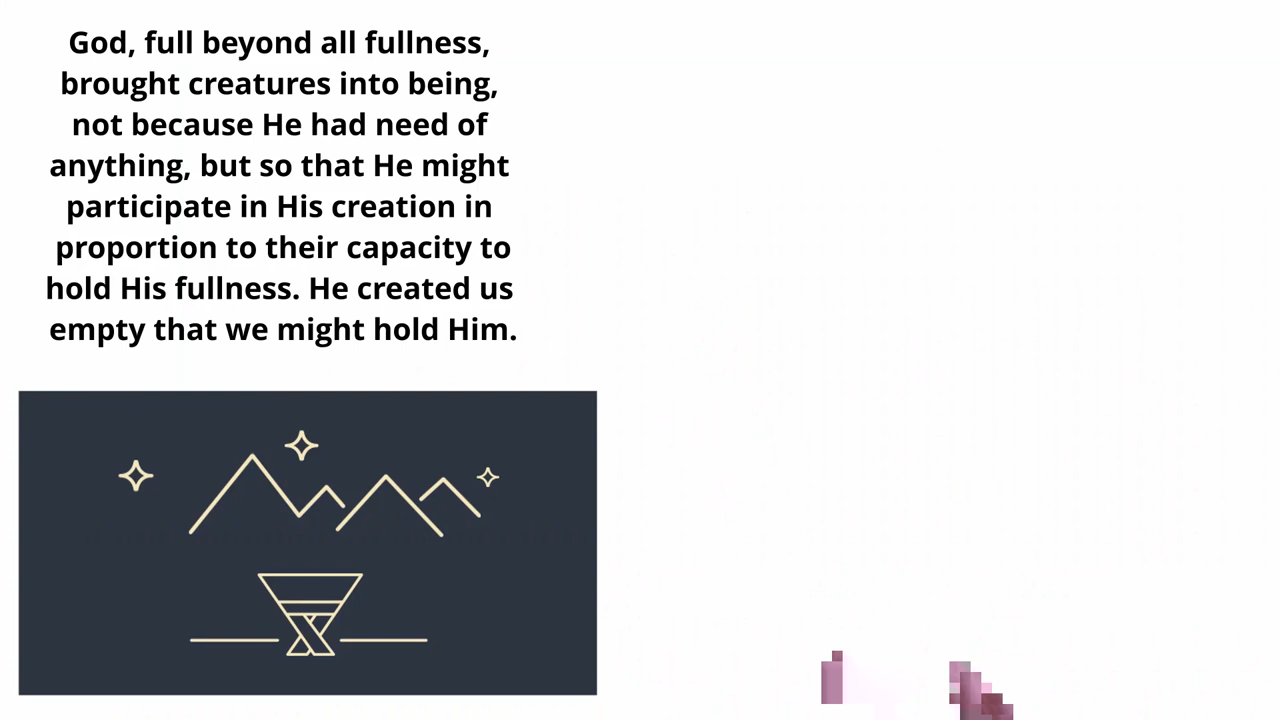 God, full beyond all fullness,
brought creatures into being,
not because He had need of
anything, but so that He might
participate in His creation in
proportion to their capacity to
hold His fullness. He created us
empty that we might hold Him.